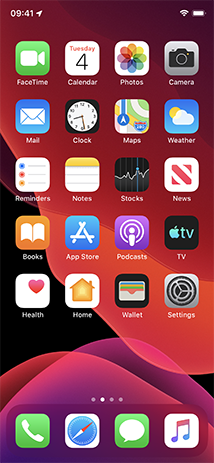 09:41
Tuesday
4
FaceTime Calendar Photos Camera
Mail Clock Maps Weather
Reminders Notes Stocks News
tv
Books App Store Podcasts TV
Health Home Wallet Settings